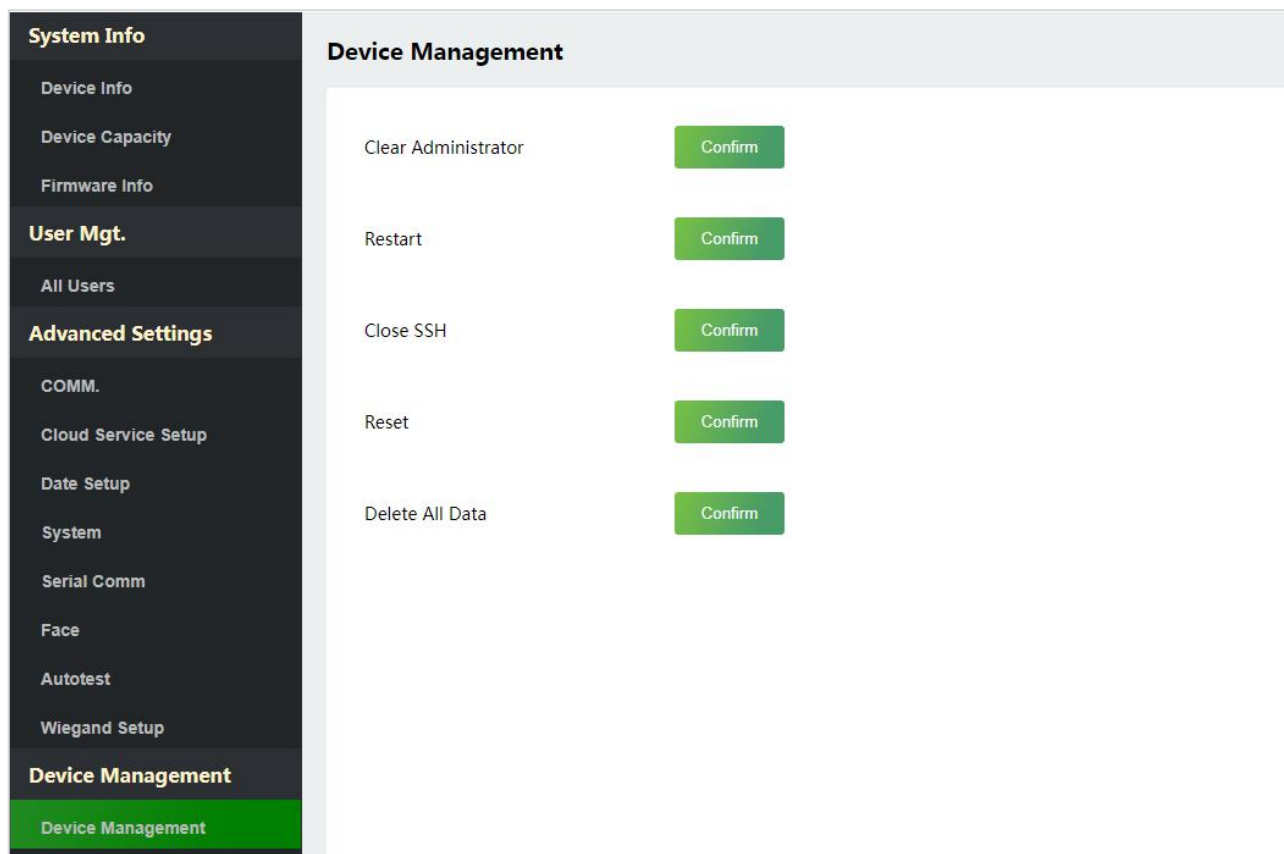 System Info
Device Info
Device Capacity
Firmware Info
User Mgt.
All Users
Advanced Settings
COMM.
Cloud Service Setup
Date Setup
System
Serial Comm
Face
Autotest
Wiegand Setup
Device Management
Device Management
Device Management
Clear Administrator Confirm
Restart Confirm
Close SSH Confirm
Reset Confirm
Delete All Data Confirm